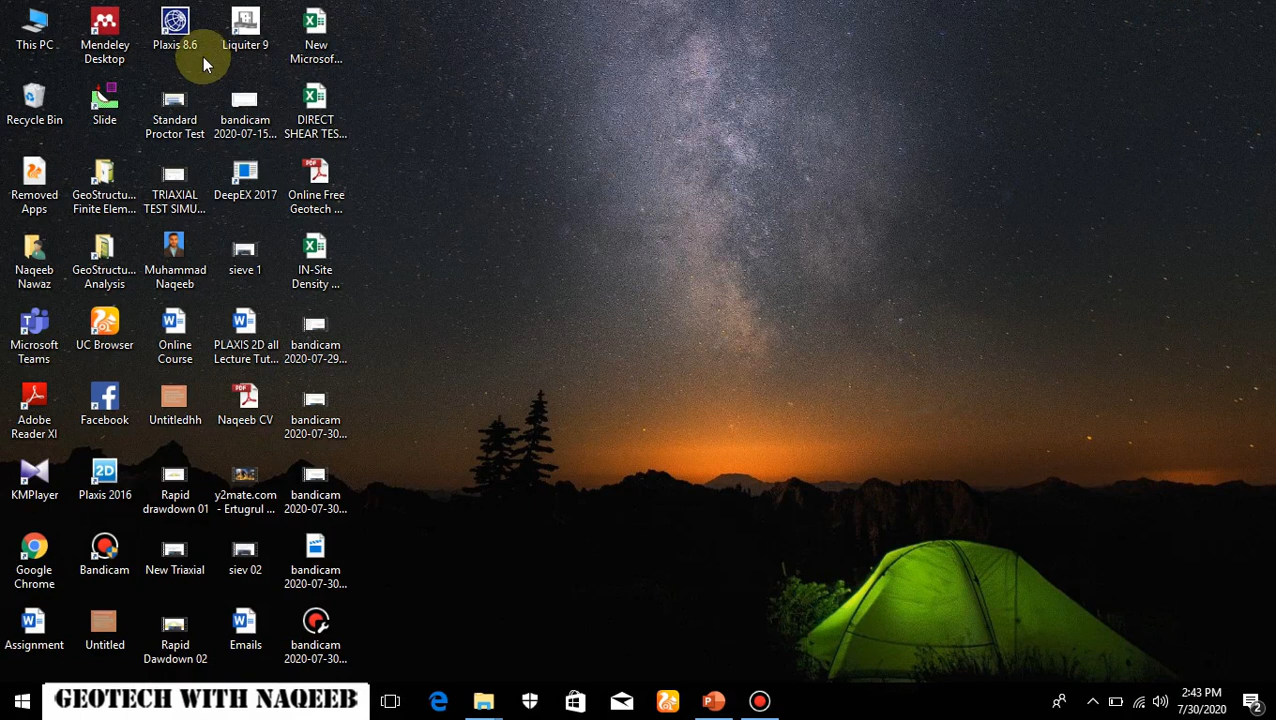 This PC
Mendeley Desktop
Plaxis 8.6
Liquiter 9
New Microsof...
Recycle Bin
Slide
Standard Proctor Test
bandicam 2020-07-15...
DIRECT SHEAR TES...
Removed Apps
GeoStructu... Finite Elem...
TRIAXIAL TEST SIMU...
DeepEX 2017
Online Free Geotech ...
Naqeeb Nawaz
GeoStructu... Analysis
Muhammad Naqeeb
sieve 1
IN-Site Density ...
Microsoft Teams
UC Browser
Online Course
PLAXIS 2D all Lecture Tut...
bandicam 2020-07-29...
Adobe Reader XI
Facebook
Untitledhh
Naqeeb CV
bandicam 2020-07-30...
KMPlayer
Plaxis 2016
Rapid drawdown 01
y2mate.com - Ertugrul ...
bandicam 2020-07-30...
Google Chrome
Bandicam
New Triaxial
siev 02
bandicam 2020-07-30...
Assignment
Untitled
Rapid Dawdown 02
Emails
bandicam 2020-07-30...
GEOTECH WITH NAQEEB
7/30/2020